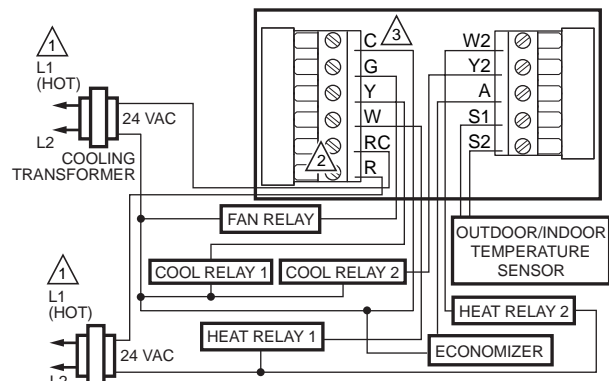 1
L1
(HOT)
L2
24 VAC
COOLING
TRANSFORMER
C
3
G
Y
W
RC
2
R
W2
Y2
A
S1
S2
FAN RELAY
COOL RELAY 1
COOL RELAY 2
OUTDOOR/INDOOR
TEMPERATURE
SENSOR
1
L1
(HOT)
L2
24 VAC
HEAT RELAY 1
HEAT RELAY 2
ECONOMIZER